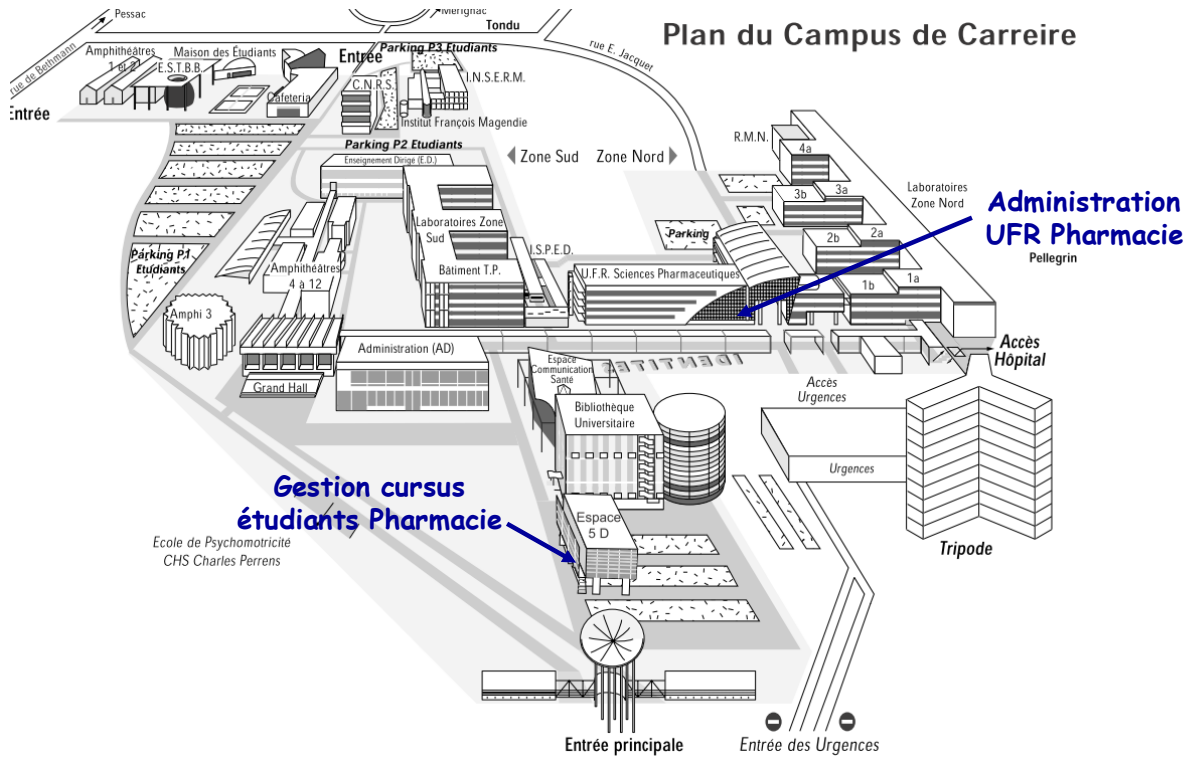 Pessac
Mérignac
Tondu
Plan du Campus de Carreire
rue de Bethmann
rue E. Jacquet
Amphithéâtres
1 et 2
Maison des Étudiants
E.S.T.B.B.
Cafeteria
Entrée
Entrée
Parking P3 Etudiants
C.N.R.S.
I.N.S.E.R.M.
Institut François Magendie
Parking P2 Etudiants
Enseignement Dirigé (E.D.)
Zone Sud
Zone Nord
R.M.N.
4a
3a
3b
2a
2b
1a
1b
Laboratoires
Zone Nord
Administration
UFR Pharmacie
Pellegrin
Laboratoires Zone
Sud
I.S.P.E.D.
Parking
Parking P1
Etudiants
Bâtiment T.P.
U.F.R. Sciences Pharmaceutiques
Amphithéâtres
4 à 12
Amphi 3
Administration (AD)
Grand Hall
Espace
Communication
Santé
IDENTITES
Accès
Hôpital
Accès
Urgences
Bibliothèque
Universitaire
Urgences
Tripode
Gestion cursus
étudiants Pharmacie
Espace
5 D
Ecole de Psychomotricité
CHS Charles Perrens
Entrée principale
Entrée des Urgences